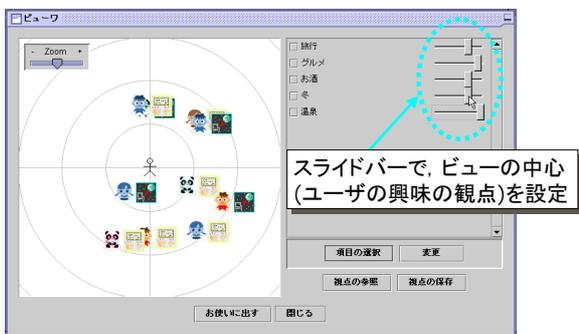 ビューワ
- Zoom +
旅行
グルメ
お酒
冬
温泉
スライドバーで, ビューの中心
(ユーザの興味の観点)を設定
項目の選択
変更
視点の参照
視点の保存
お使いに出す
閉じる